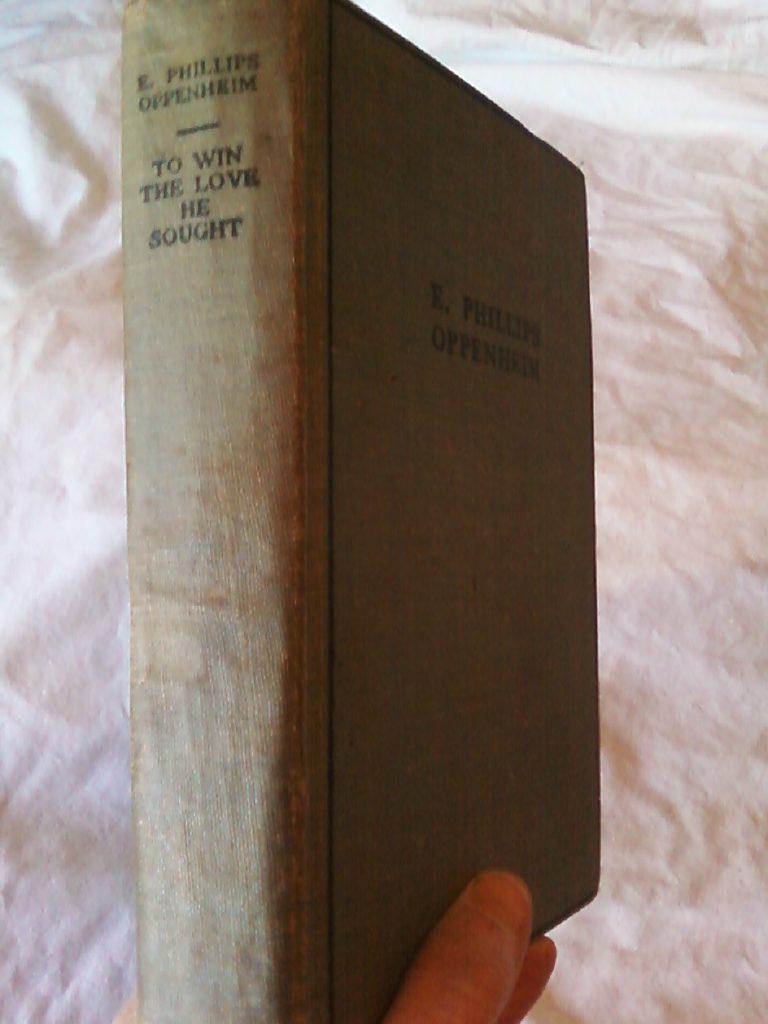 E. PHILLIPS
OPPENHEIM
TO WIN
THE LOVE
HE
SOUGHT
E. PHILLIPS
OPPENHEIM